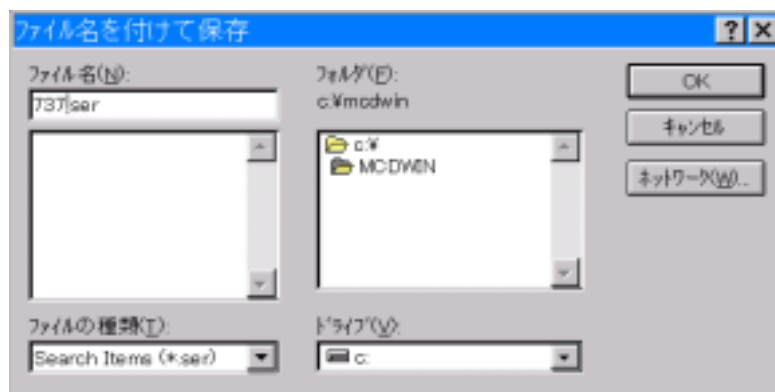 ファイル名を付けて保存
ファイル名(N):
737.ser
フォルダ(F):
c:¥mcdwin
c:¥
MCDWIN
OK
キャンセル
ネットワーク(W)...
ファイルの種類(T):
Search Items (*.ser)
ドライブ(V):
c: